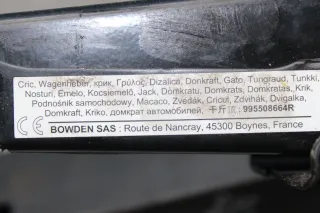 Cric, Wagenheber, крик, Γρύλος, Dizalica, Donkraft, Gato, Tungraud, Tunkki,
Nosturi, Emelo, Kocsiemelő, Jack, Domkratu, Domkrats, Domkratas, Krik,
Podnośnik samochodowy, Macaco, Zvedák, Cricul, Zdvihák, Dvigalka,
Domkraft, Kriko, домкрат автомобилей, 千斤顶 : 995508664R
CE BOWDEN SAS : Route de Nancray, 45300 Boynes, France